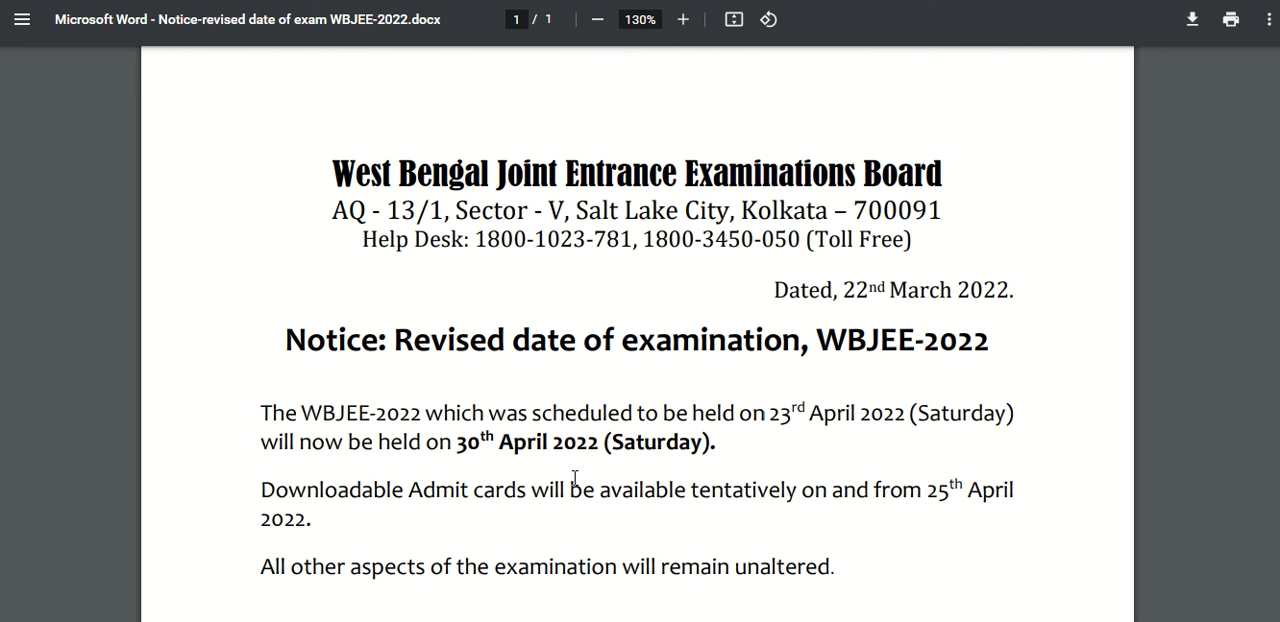 Microsoft Word - Notice-revised date of exam WBJEE-2022.docx
1 / 1
130%
West Bengal Joint Entrance Examinations Board
AQ - 13/1, Sector - V, Salt Lake City, Kolkata – 700091
Help Desk: 1800-1023-781, 1800-3450-050 (Toll Free)
Dated, 22nd March 2022.
Notice: Revised date of examination, WBJEE-2022
The WBJEE-2022 which was scheduled to be held on 23rd April 2022 (Saturday)
will now be held on 30th April 2022 (Saturday).
Downloadable Admit cards will be available tentatively on and from 25th April
2022.
All other aspects of the examination will remain unaltered.